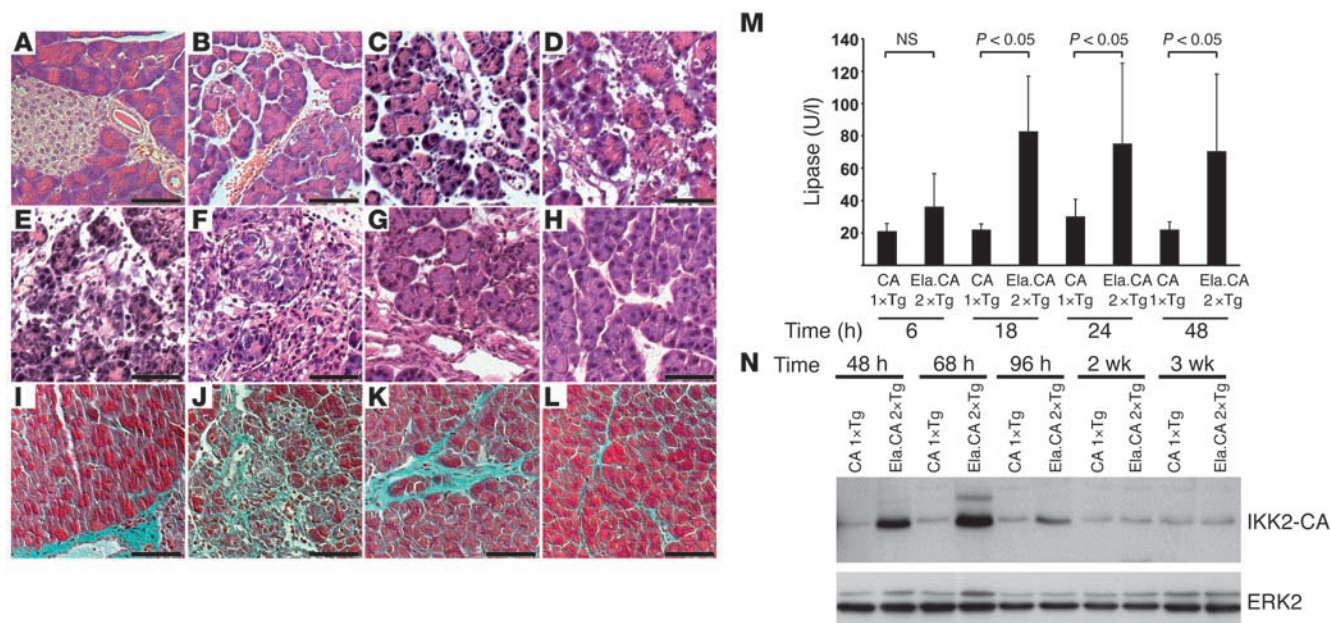 A
B
C
D
E
F
G
H
I
J
K
L
M
140
120
100
80
60
40
20
Lipase (U/l)
NS
P < 0.05
P < 0.05
P < 0.05
CA Ela.CA CA Ela.CA CA Ela.CA CA Ela.CA
1×Tg 2×Tg 1×Tg 2×Tg 1×Tg 2×Tg 1×Tg 2×Tg
Time (h) 6 18 24 48
N
Time 48 h 68 h 96 h 2 wk 3 wk
CA 1×Tg
Ela.CA 2×Tg
CA 1×Tg
Ela.CA 2×Tg
CA 1×Tg
Ela.CA 2×Tg
CA 1×Tg
Ela.CA 2×Tg
CA 1×Tg
Ela.CA 2×Tg
IKK2-CA
ERK2